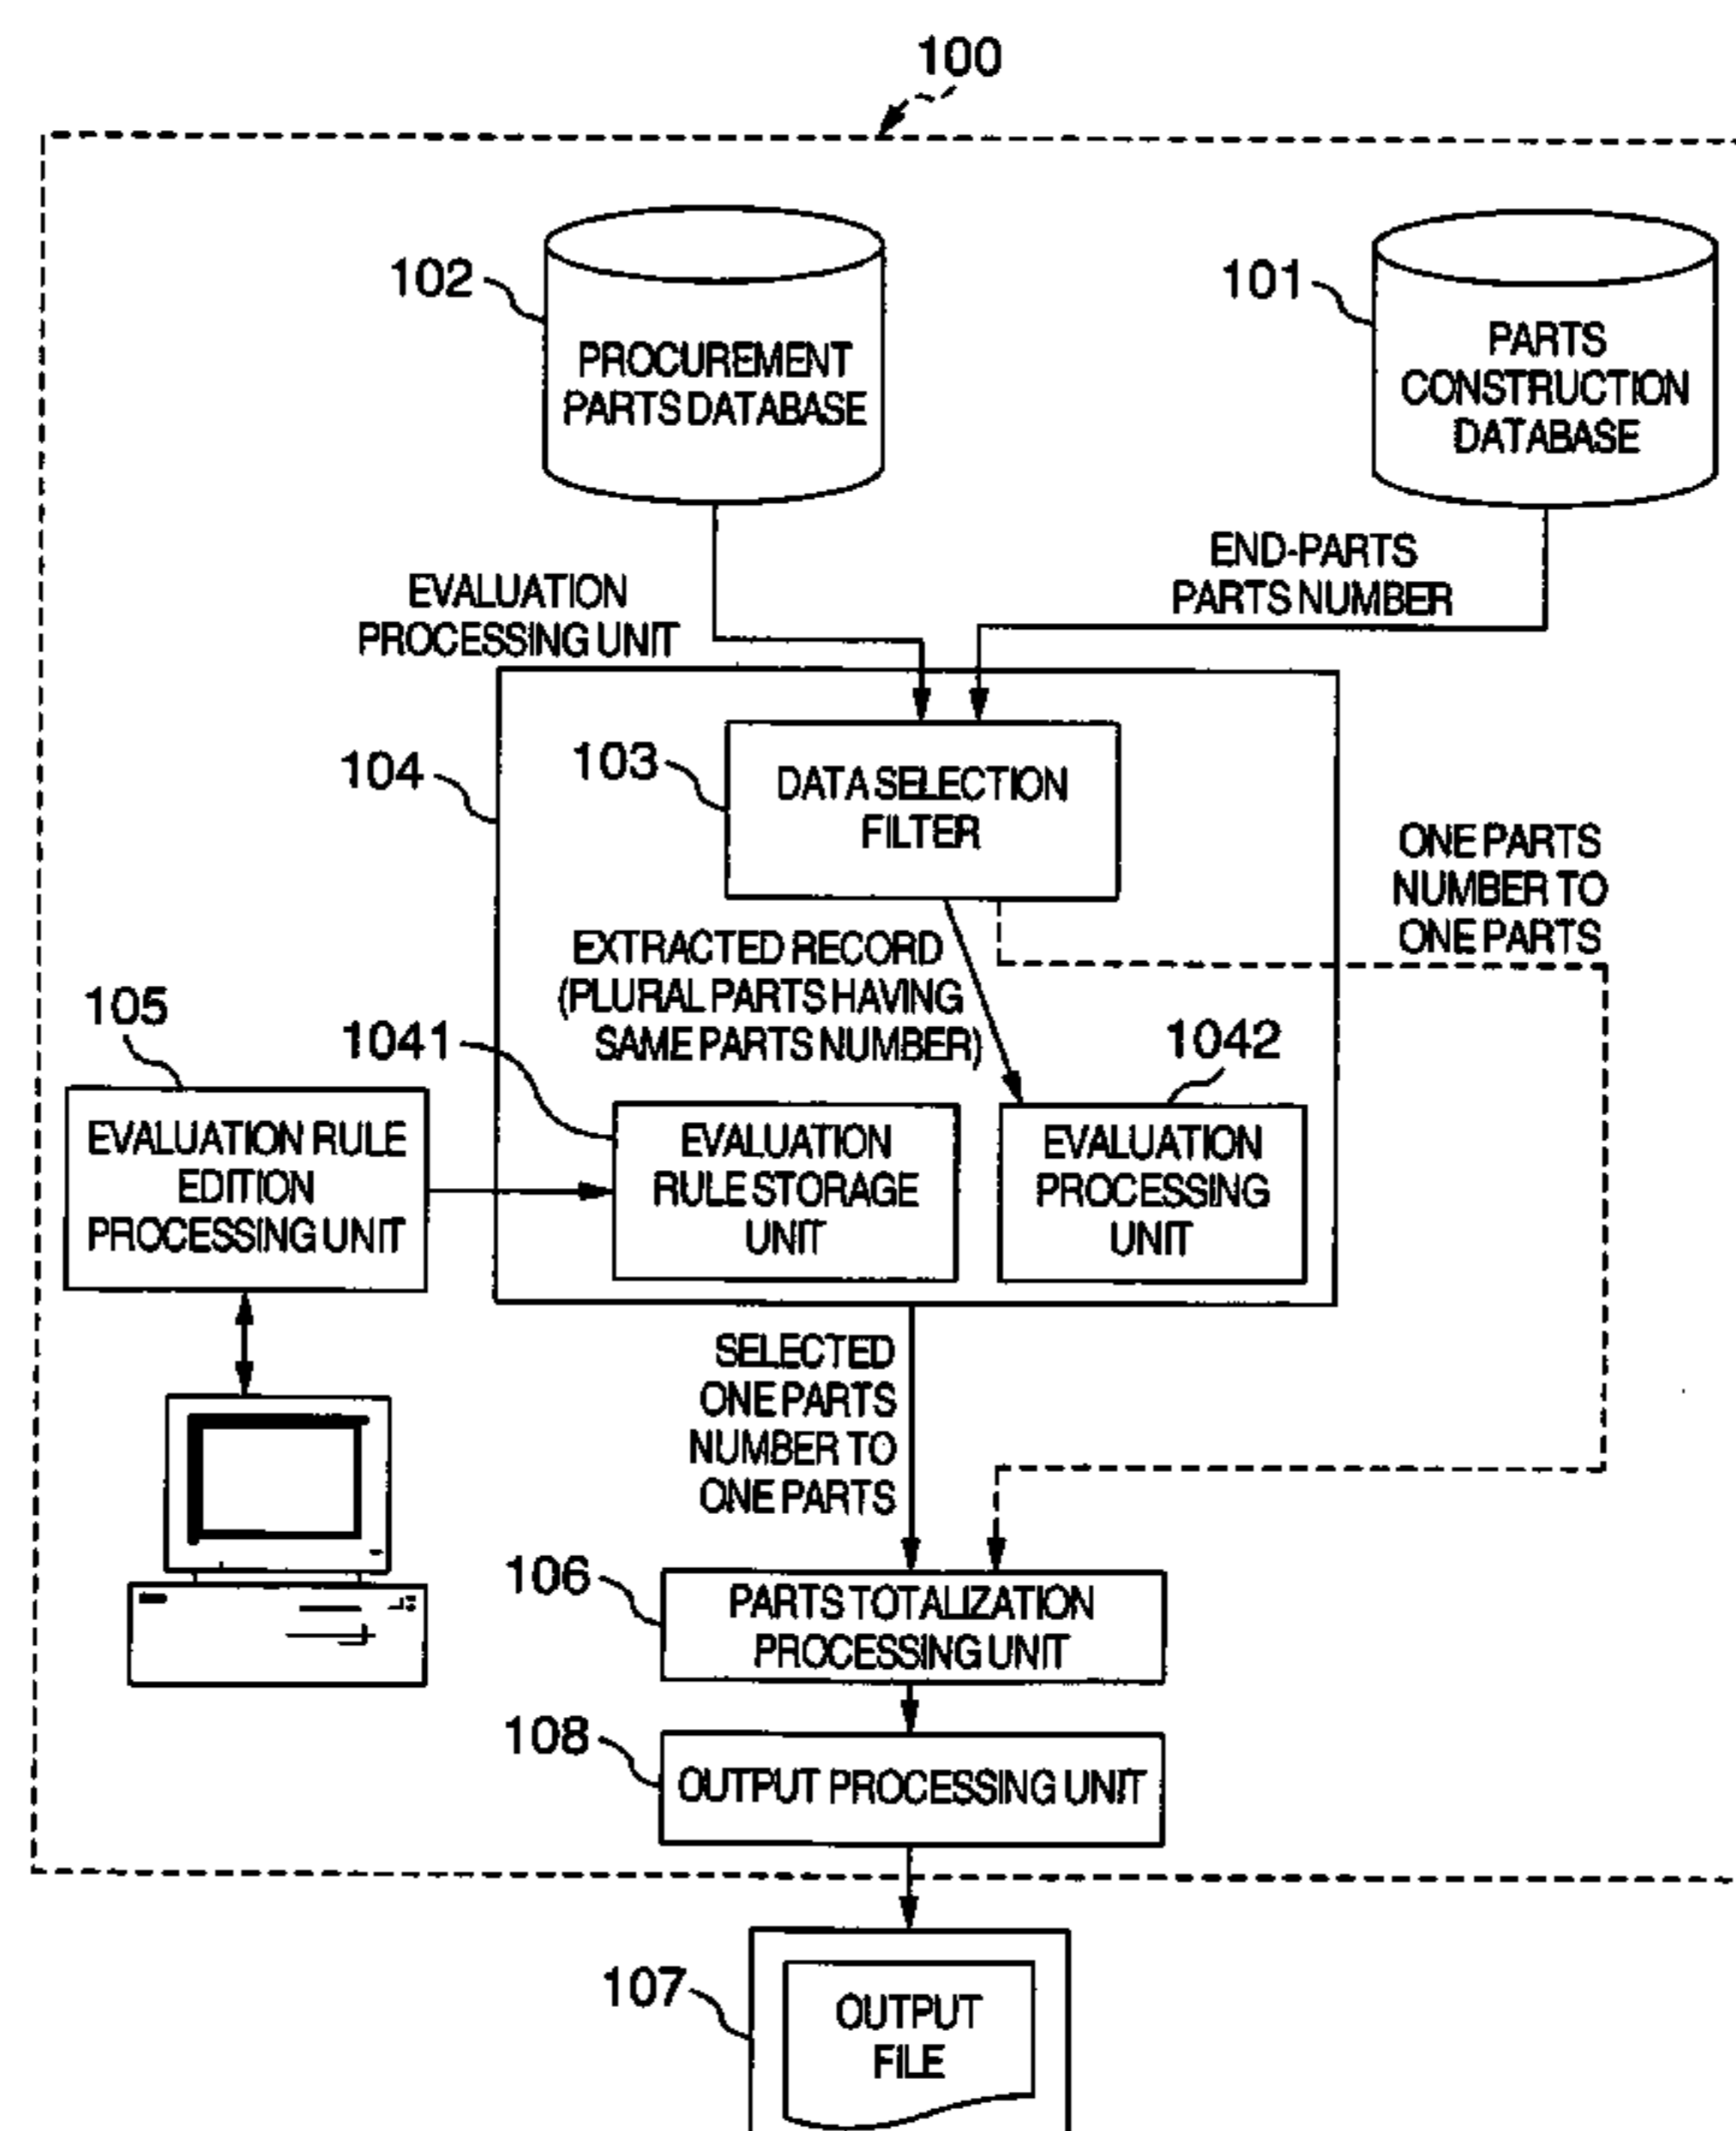 100
102
PROCUREMENT
PARTS DATABASE
101
PARTS
CONSTRUCTION
DATABASE
END-PARTS
PARTS NUMBER
EVALUATION
PROCESSING UNIT
104
103
DATA SELECTION
FILTER
ONE PARTS
NUMBER TO
ONE PARTS
EXTRACTED RECORD
(PLURAL PARTS HAVING
SAME PARTS NUMBER)
105
1041
1042
EVALUATION RULE
EDITION
PROCESSING UNIT
EVALUATION
RULE STORAGE
UNIT
EVALUATION
PROCESSING
UNIT
SELECTED
ONE PARTS
NUMBER TO
ONE PARTS
106
PARTS TOTALIZATION
PROCESSING UNIT
108
OUTPUT PROCESSING UNIT
107
OUTPUT
FILE